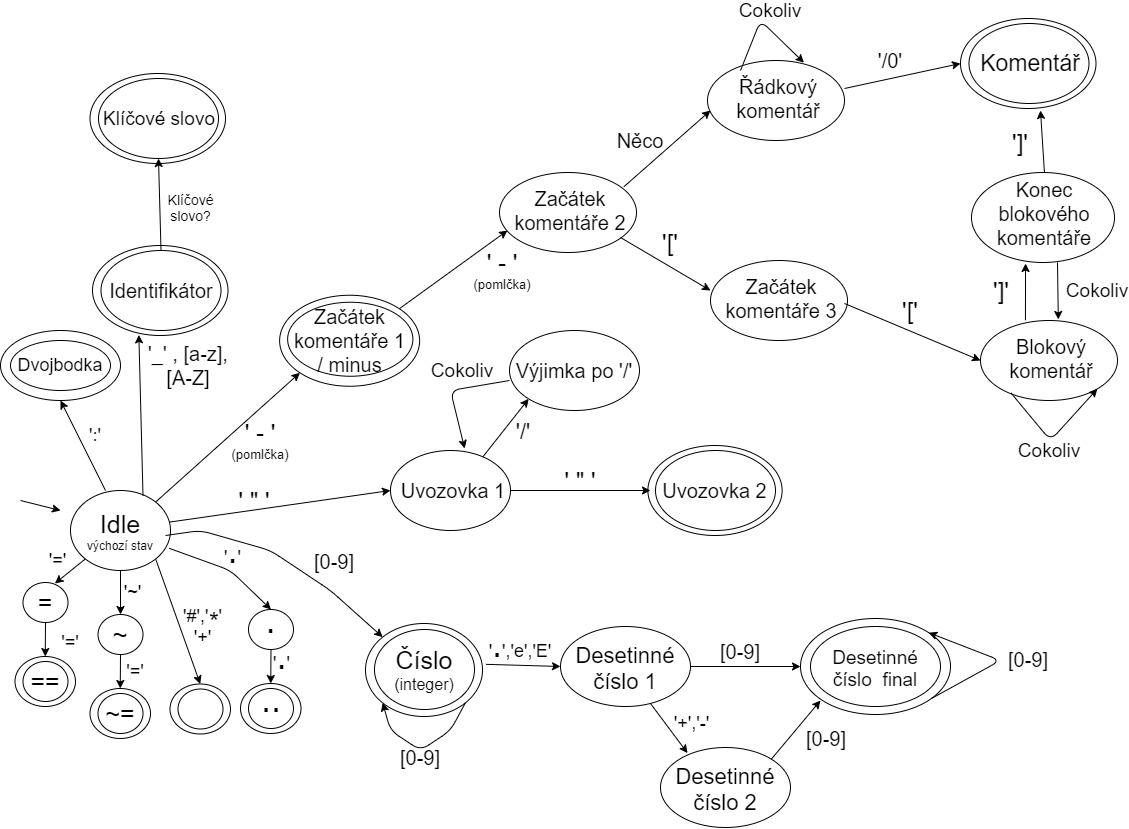 Cokoliv
Řádkový
komentář
'/0'
Komentář
Klíčové slovo
Něco
']'
Klíčové
slovo?
Začátek
komentáře 2
Konec
blokového
komentáře
' - '
(pomlčka)
'['
Identifikátor
Začátek
komentáře 3
']'
Cokoliv
'['
Začátek
komentáře 1
/ minus
Blokový
komentář
Dvojbodka
'_' , [a-z],
[A-Z]
Cokoliv
Výjimka po '/'
':'
' - '
(pomlčka)
'/'
Cokoliv
' " '
Uvozovka 1
' " '
Uvozovka 2
Idle
výchozí stav
'='
'~'
'#','*'
'+'
'.'
[0-9]
=
~
.
'='
'='
'.'
==
~=
..
Číslo
(integer)
'.','e','E'
Desetinné
číslo 1
[0-9]
Desetinné
číslo final
[0-9]
[0-9]
'+','-'
[0-9]
Desetinné
číslo 2